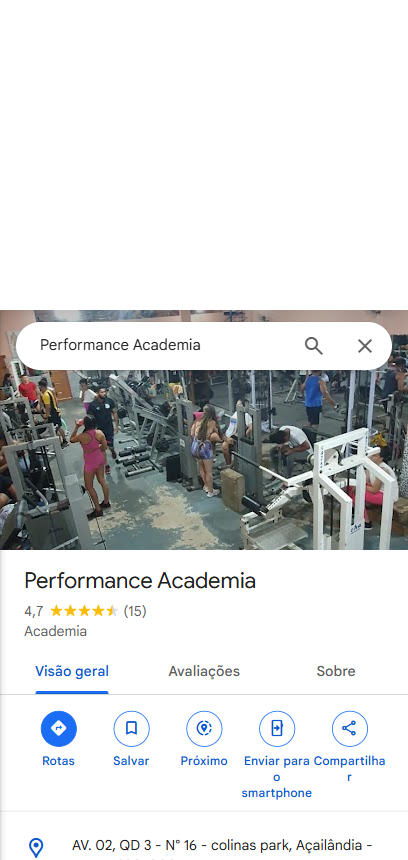 Performance Academia
Performance Academia
4,7 (15)
Academia
Visão geral Avaliações Sobre
Rotas Salvar Próximo Enviar para o smartphone Compartilhar
AV. 02, QD 3 - N° 16 - colinas park, Açailândia -